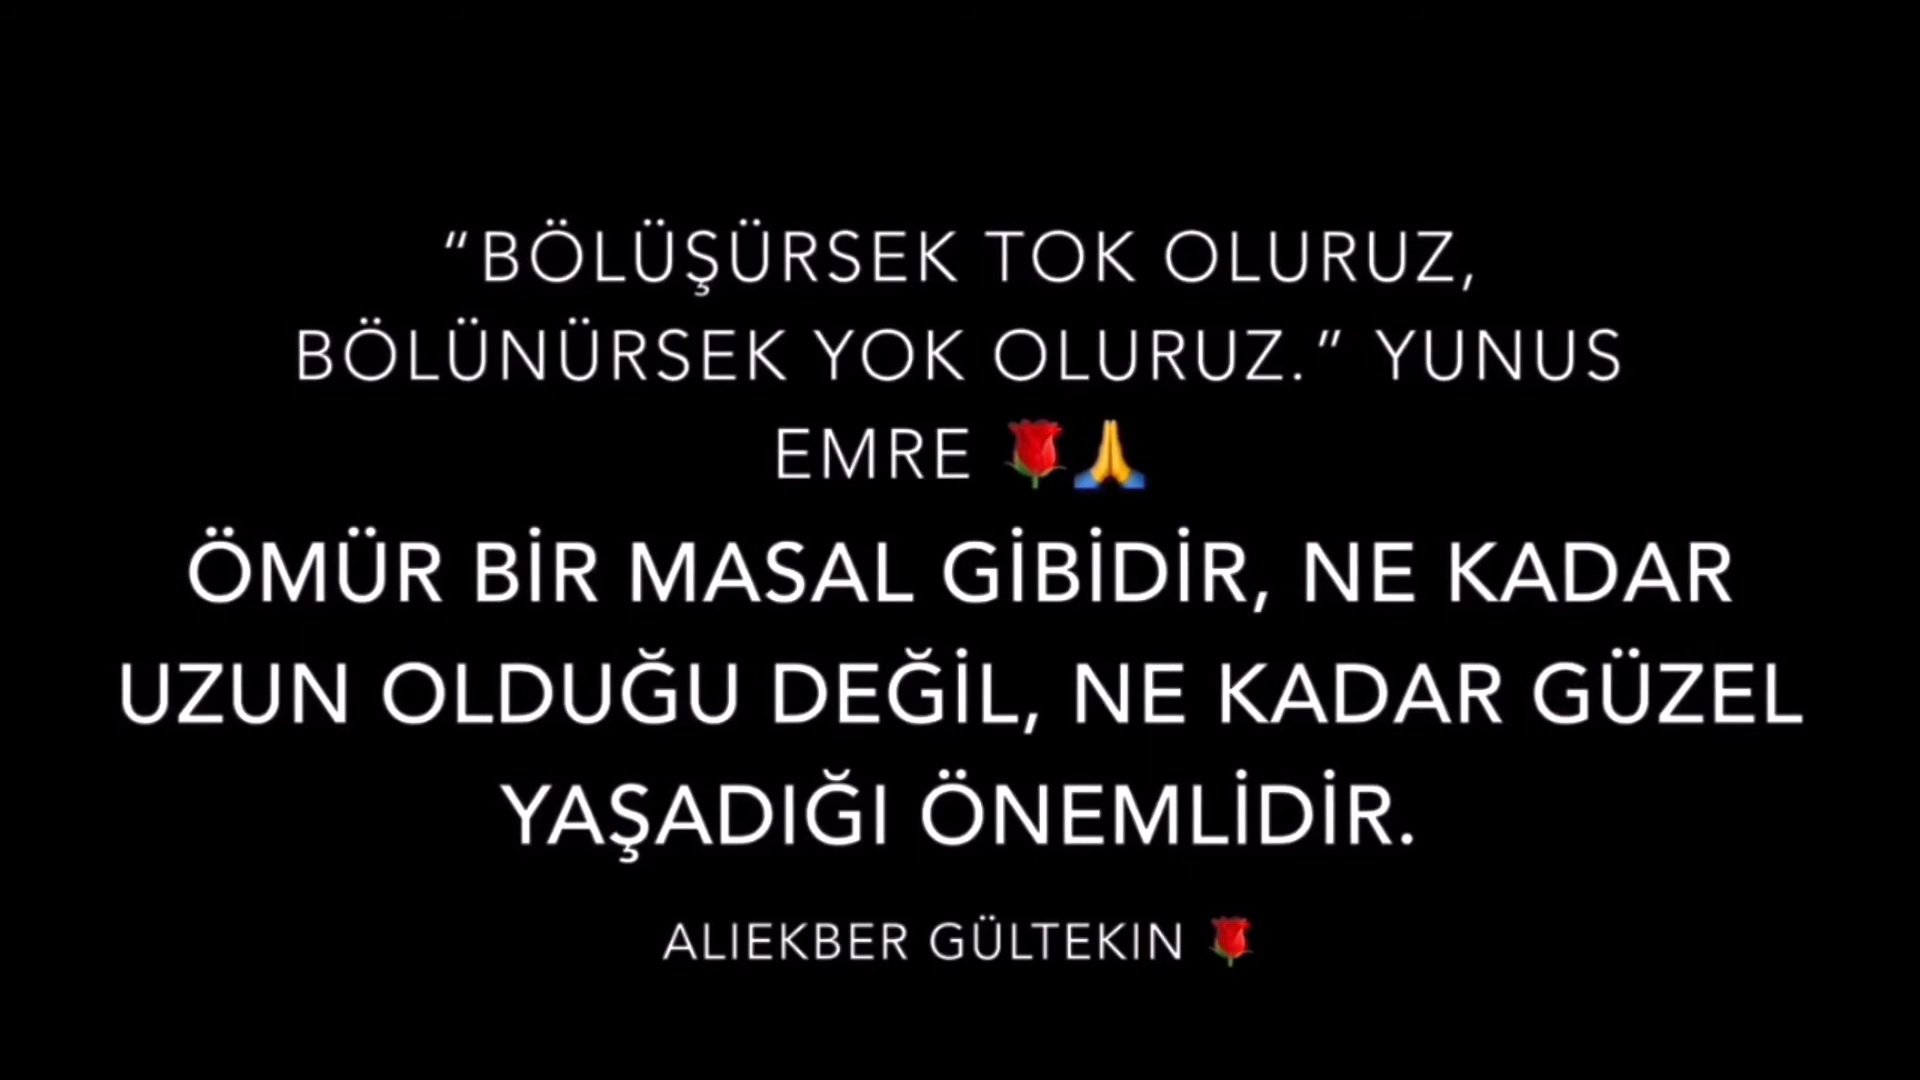 “BÖLÜŞÜRSEK TOK OLURUZ,
BÖLÜNÜRSEK YOK OLURUZ.” YUNUS
EMRE 🌹🙏
ÖMÜR BİR MASAL GİBİDİR, NE KADAR
UZUN OLDUĞU DEĞİL, NE KADAR GÜZEL
YAŞADIĞI ÖNEMLİDİR.
ALIEKBER GÜLTEKIN 🌹